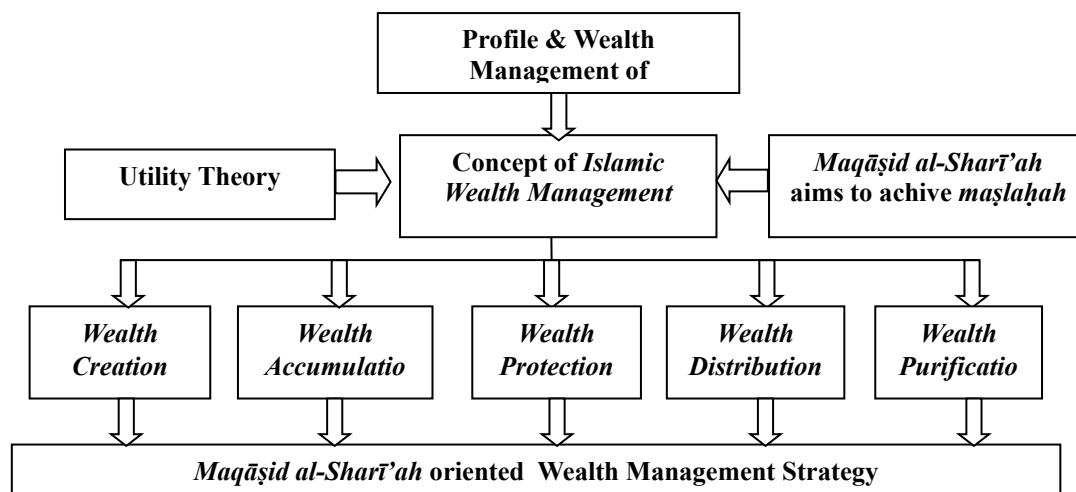 Profile & Wealth
Management of
Utility Theory
Concept of Islamic
Wealth Management
Maqāṣid al-Sharī’ah
aims to achive maṣlaḥah
Wealth
Creation
Wealth
Accumulatio
Wealth
Protection
Wealth
Distribution
Wealth
Purificatio
Maqāṣid al-Sharī’ah oriented Wealth Management Strategy